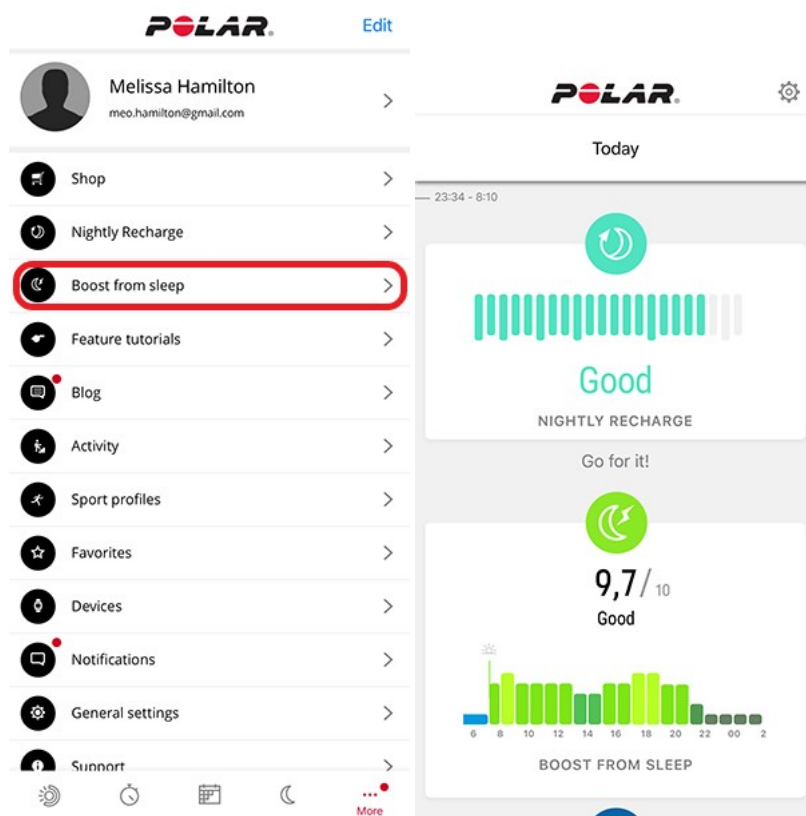 POLAR.
Edit
Melissa Hamilton
meo.hamilton@gmail.com
Shop
Nightly Recharge
Boost from sleep
Feature tutorials
Blog
Activity
Sport profiles
Favorites
Devices
Notifications
General settings
Support
More
POLAR.
Today
23:34 - 8:10
Good
NIGHTLY RECHARGE
Go for it!
9,7/10
Good
6 8 10 12 14 16 18 20 22 00 2
BOOST FROM SLEEP